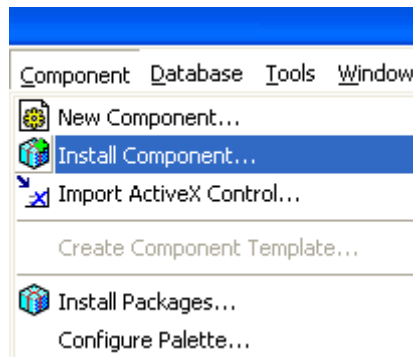 Component Database Tools Window
New Component...
Install Component...
Import ActiveX Control...
Create Component Template...
Install Packages...
Configure Palette...